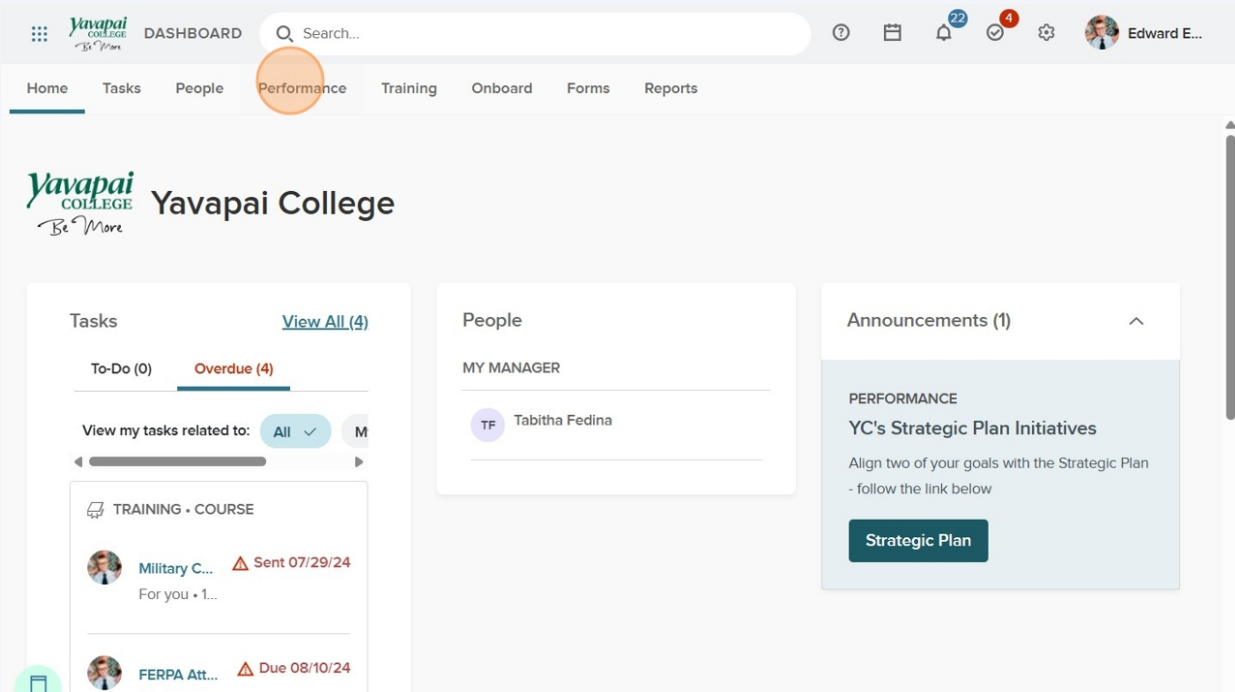 Yavapai
COLLEGE
Be More
DASHBOARD
Search...
22
4
Edward E...
Home Tasks People Performance Training Onboard Forms Reports
Yavapai
COLLEGE
Be More
Yavapai College
Tasks
View All (4)
To-Do (0) Overdue (4)
View my tasks related to: All
TRAINING • COURSE
Military C... Sent 07/29/24
For you • 1...
FERPA Att... Due 08/10/24
People
MY MANAGER
TF Tabitha Fedina
Announcements (1)
PERFORMANCE
YC's Strategic Plan Initiatives
Align two of your goals with the Strategic Plan
- follow the link below
Strategic Plan